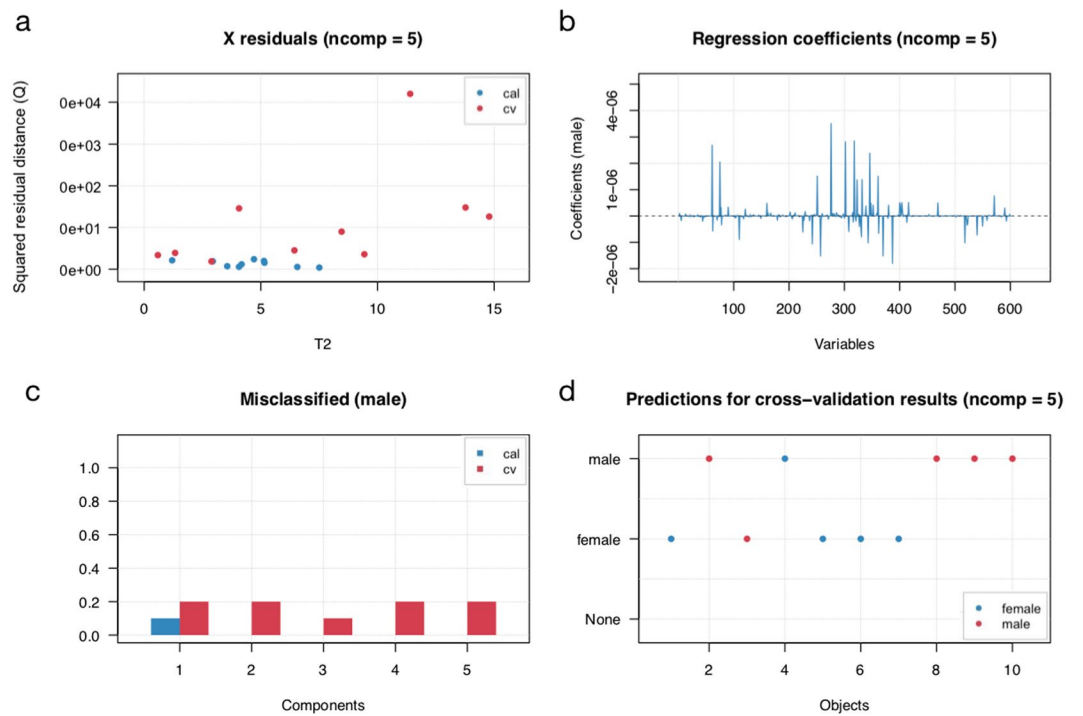 a
X residuals (ncomp = 5)
Squared residual distance (Q)
0e+04
0e+03
0e+02
0e+01
0e+00
cal
cv
0 5 10 15
T2
b
Regression coefficients (ncomp = 5)
Coefficients (male)
4e-06
1e-06
−2e-06
100 200 300 400 500 600
Variables
c
Misclassified (male)
1.0
0.8
0.6
0.4
0.2
0.0
cal
cv
1 2 3 4 5
Components
d
Predictions for cross−validation results (ncomp = 5)
male
female
None
female
male
2 4 6 8 10
Objects